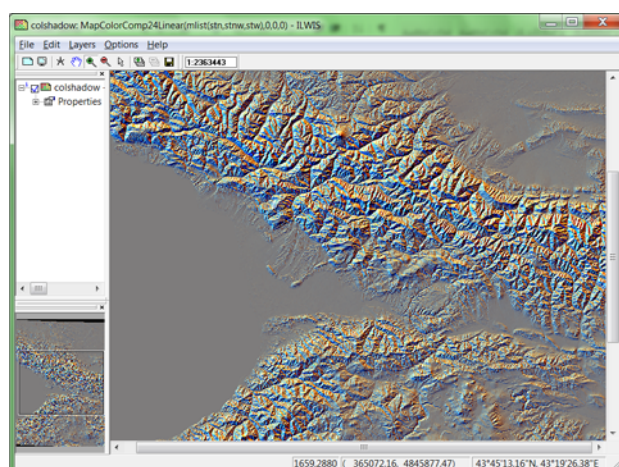 colshadow: MapColorComp24Linear(mlist(stn,stnw,stw),0,0,0) - ILWIS
File Edit Layers Options Help
1:2363443
colshadow -
Properties
1659.2880 ( 365072.16, 4845877.47) 43°45'13.16"N, 43°19'26.38"E